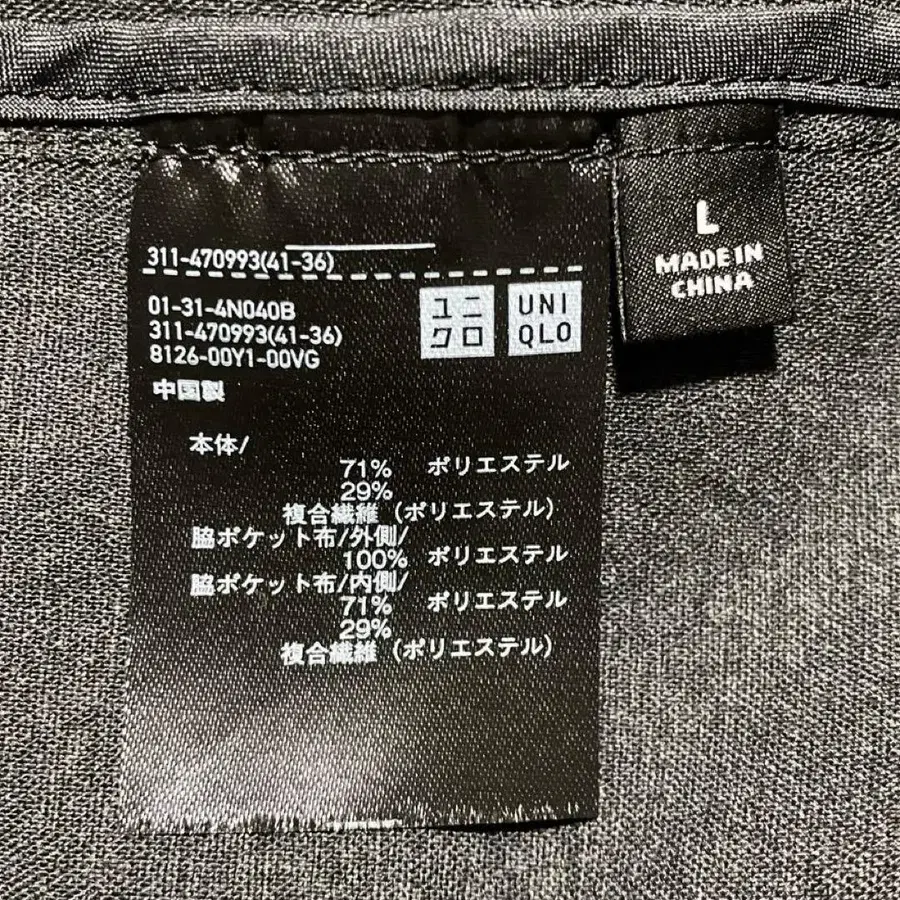 311-470993(41-36)
01-31-4N040B
311-470993(41-36)
8126-00Y1-00VG
中国製
ユニ
クロ
UNI
QLO
L
MADE IN
CHINA
本体/
71% ポリエステル
29%
複合繊維 (ポリエステル)
脇ポケット布/外側/
100% ポリエステル
脇ポケット布/内側/
71% ポリエステル
29%
複合繊維 (ポリエステル)